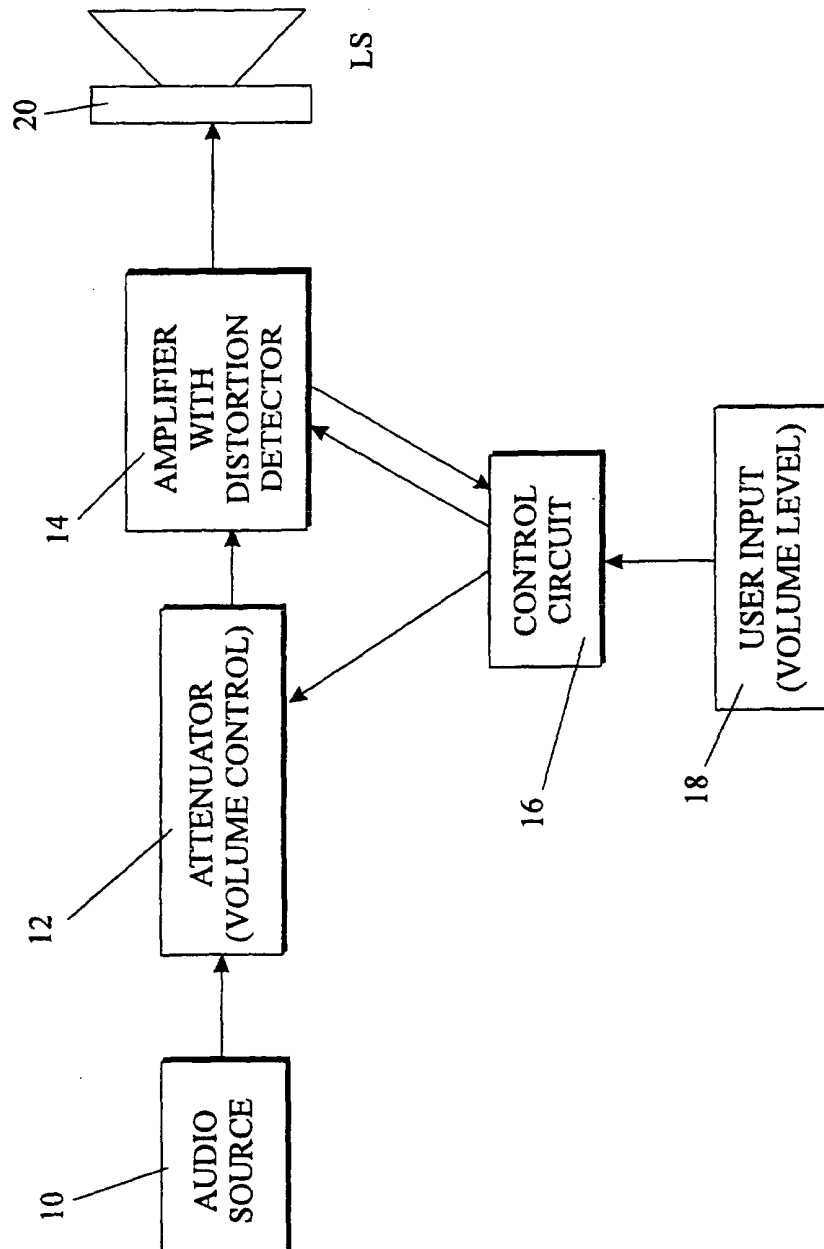 10
AUDIO
SOURCE
12
ATTENUATOR
(VOLUME CONTROL)
14
AMPLIFIER
WITH
DISTORTION
DETECTOR
20
LS
16
CONTROL
CIRCUIT
18
USER INPUT
(VOLUME LEVEL)